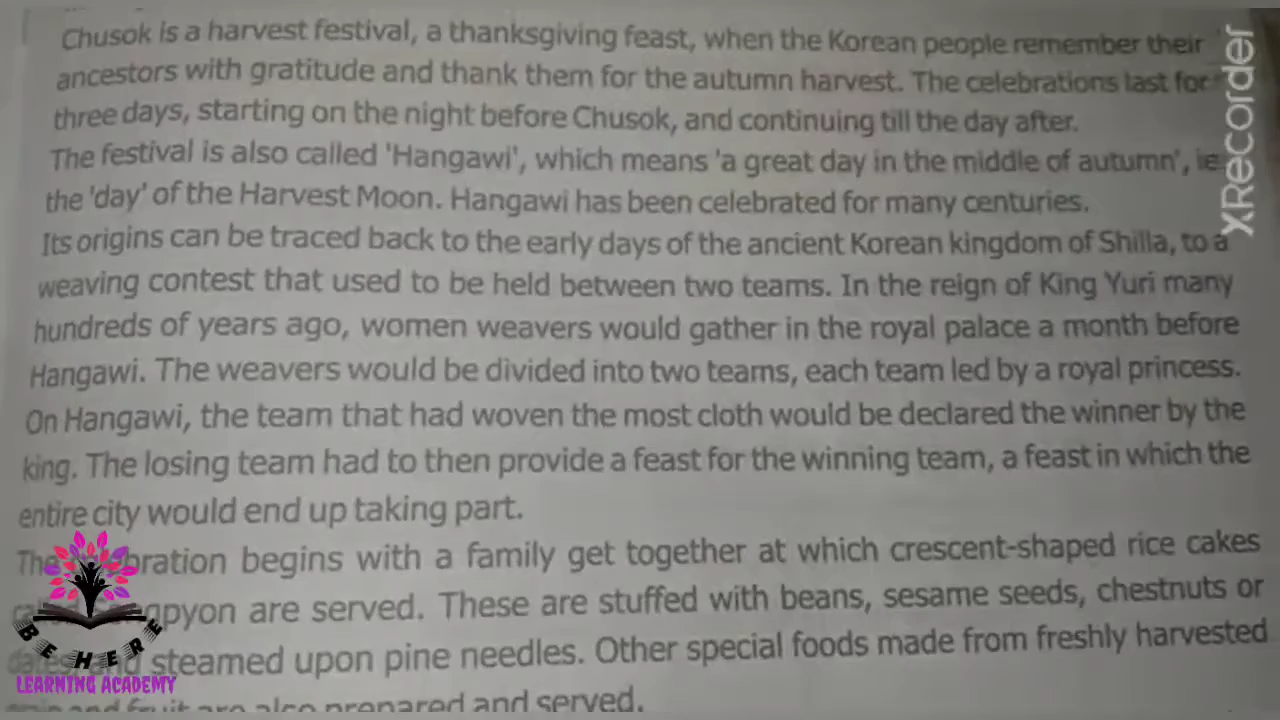 Chusok is a harvest festival, a thanksgiving feast, when the Korean people remember their
ancestors with gratitude and thank them for the autumn harvest. The celebrations last for
three days, starting on the night before Chusok, and continuing till the day after.
The festival is also called 'Hangawi', which means 'a great day in the middle of autumn', ie
the 'day' of the Harvest Moon. Hangawi has been celebrated for many centuries.
Its origins can be traced back to the early days of the ancient Korean kingdom of Shilla, to a
weaving contest that used to be held between two teams. In the reign of King Yuri many
hundreds of years ago, women weavers would gather in the royal palace a month before
Hangawi. The weavers would be divided into two teams, each team led by a royal princess.
On Hangawi, the team that had woven the most cloth would be declared the winner by the
king. The losing team had to then provide a feast for the winning team, a feast in which the
entire city would end up taking part.
begins with a family get together at which crescent-shaped rice cakes
are served. These are stuffed with beans, sesame seeds, chestnuts or
steamed upon pine needles. Other special foods made from freshly harvested
and fruit are also prepared and served.
XRecorder
BEHERE
LEARNING ACADEMY